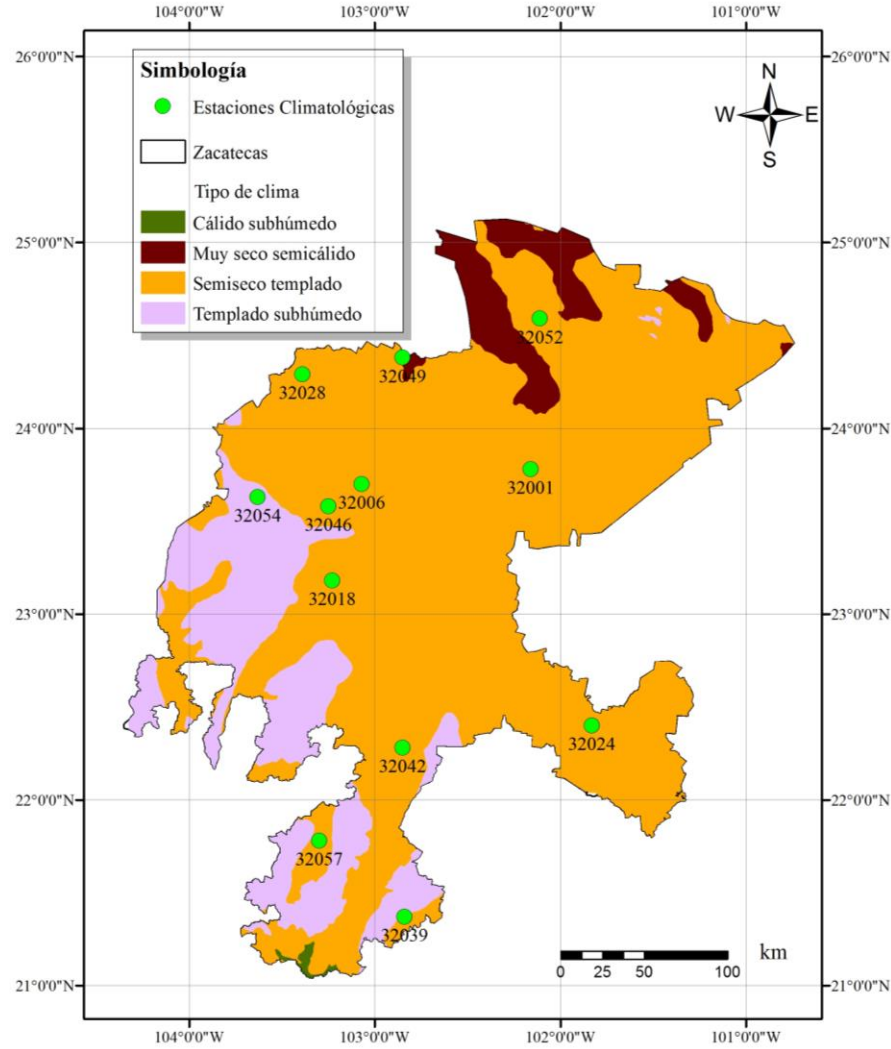 104°0'0"W 103°0'0"W 102°0'0"W 101°0'0"W
26°0'0"N 26°0'0"N
Simbología
Estaciones Climatológicas
Zacatecas
Tipo de clima
Cálido subhúmedo
Muy seco semicálido
Semiseco templado
Templado subhúmedo
N
W E
S
25°0'0"N 25°0'0"N
32052
32049
32028
24°0'0"N 24°0'0"N
32001
32006
32054
32046
32018
23°0'0"N 23°0'0"N
32024
32042
22°0'0"N 22°0'0"N
32057
32039
km
0 25 50 100
21°0'0"N 21°0'0"N
104°0'0"W 103°0'0"W 102°0'0"W 101°0'0"W